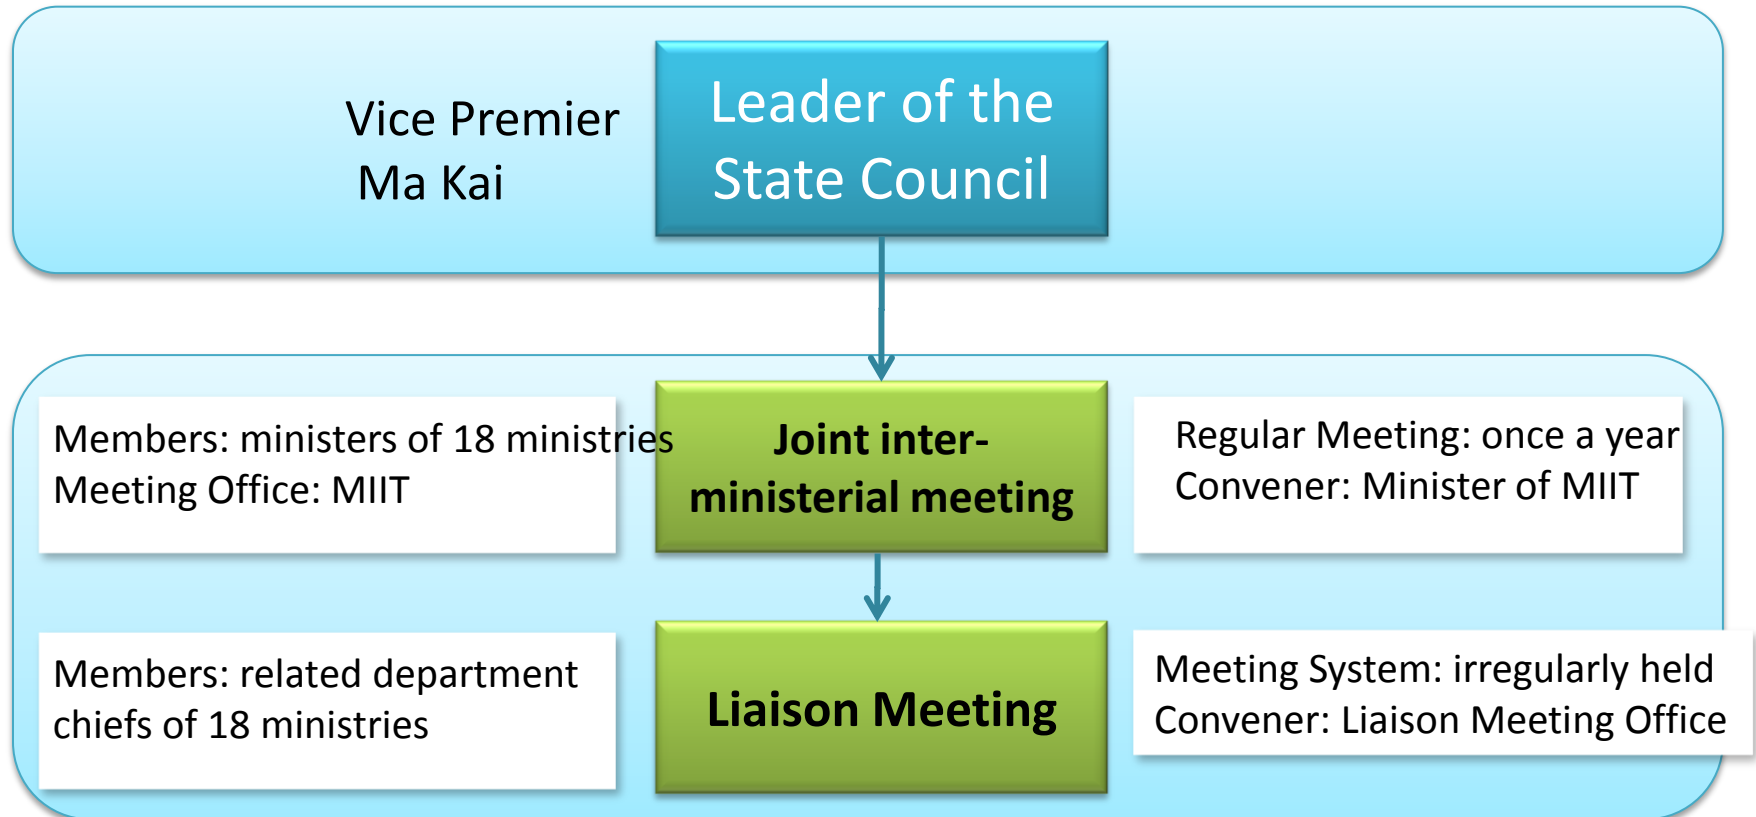 Vice Premier
Ma Kai
Leader of the
State Council
Members: ministers of 18 ministries
Meeting Office: MIIT
Joint inter-
ministerial meeting
Regular Meeting: once a year
Convener: Minister of MIIT
Members: related department
chiefs of 18 ministries
Liaison Meeting
Meeting System: irregularly held
Convener: Liaison Meeting Office